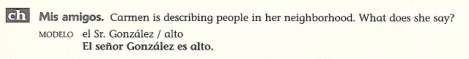 ch Mis amigos. Carmen is describing people in her neighborhood. What does she say?
MODELO el Sr. González / alto
El señor González es alto.